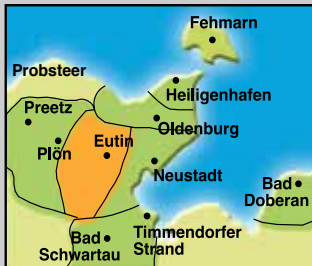 Fehmarn
Probsteer
Heiligenhafen
Preetz
Oldenburg
Plön
Eutin
Neustadt
Bad
Doberan
Timmendorfer
Strand
Bad
Schwartau